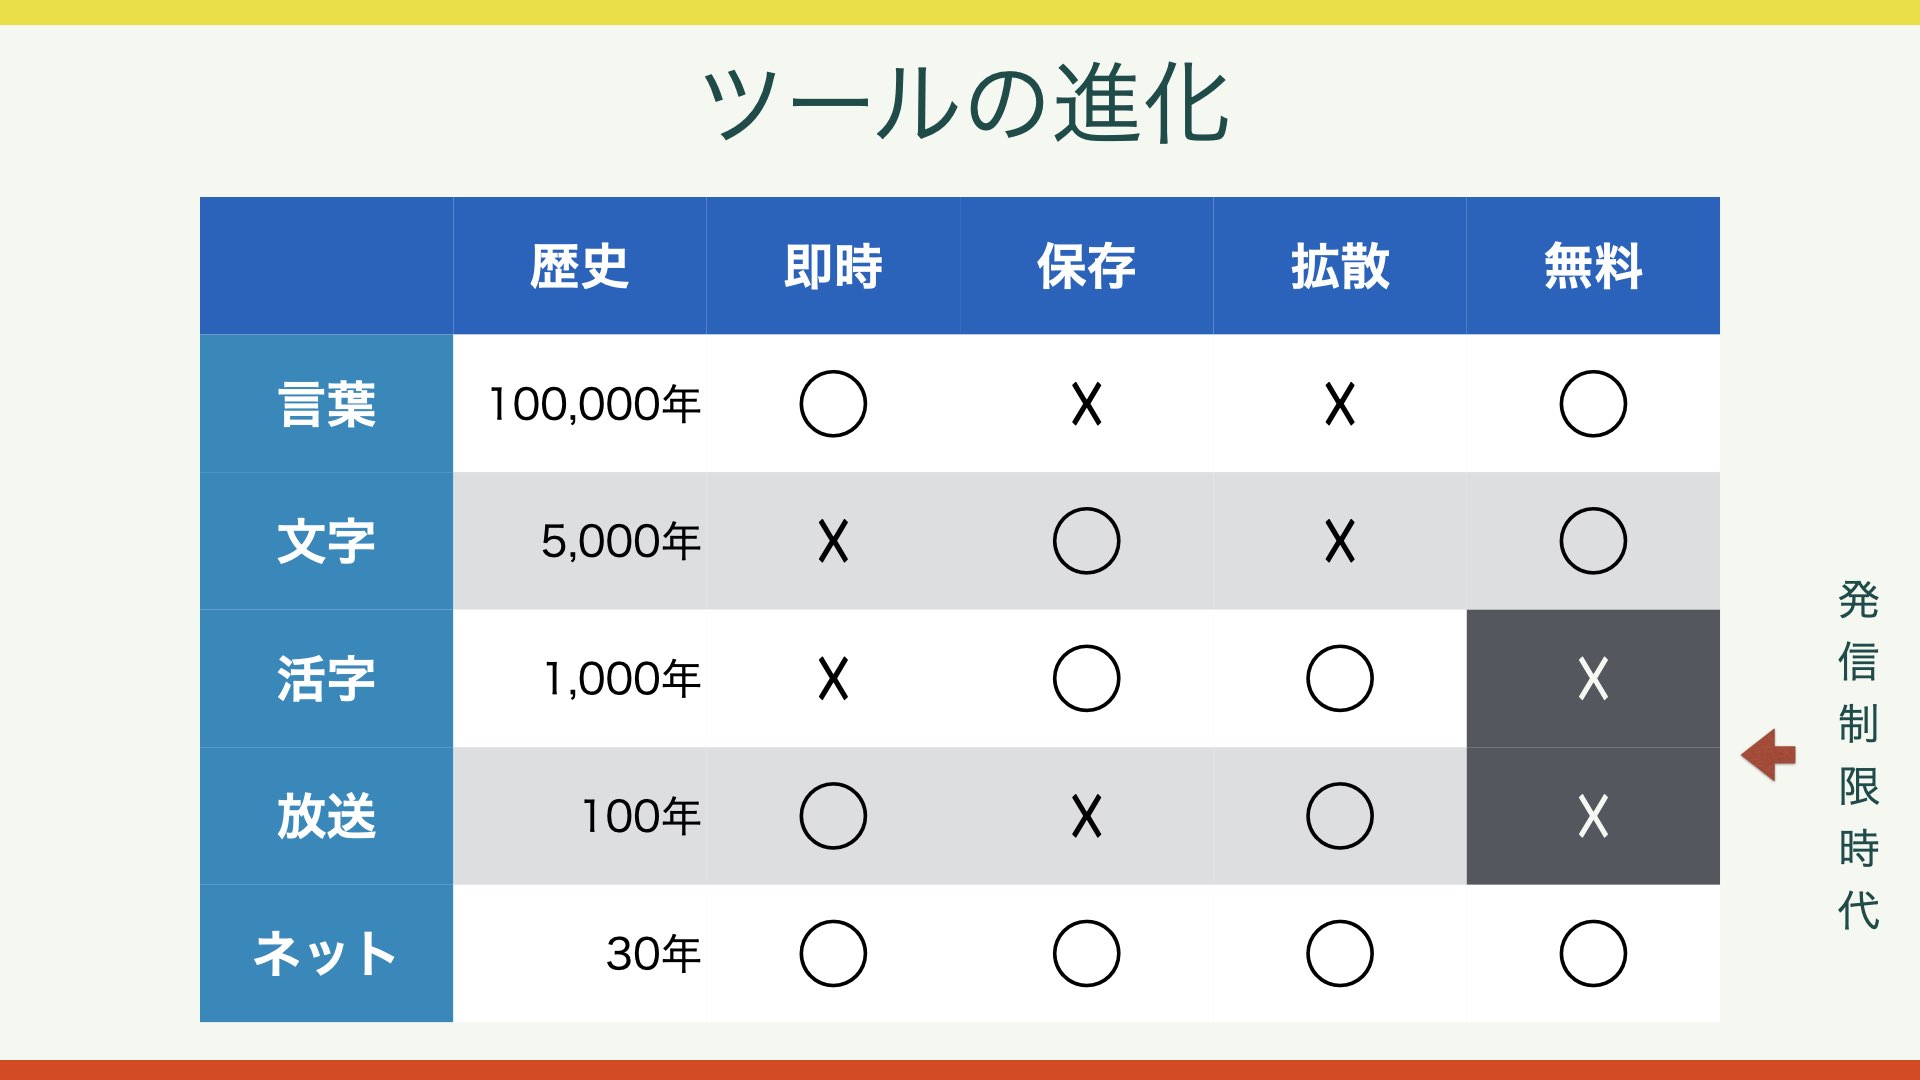 ツールの進化
歴史 即時 保存 拡散 無料
言葉 100,000年 ◯ X X ◯
文字 5,000年 X ◯ X ◯
活字 1,000年 X ◯ ◯ X
放送 100年 ◯ X ◯ X
ネット 30年 ◯ ◯ ◯ ◯
発信制限時代